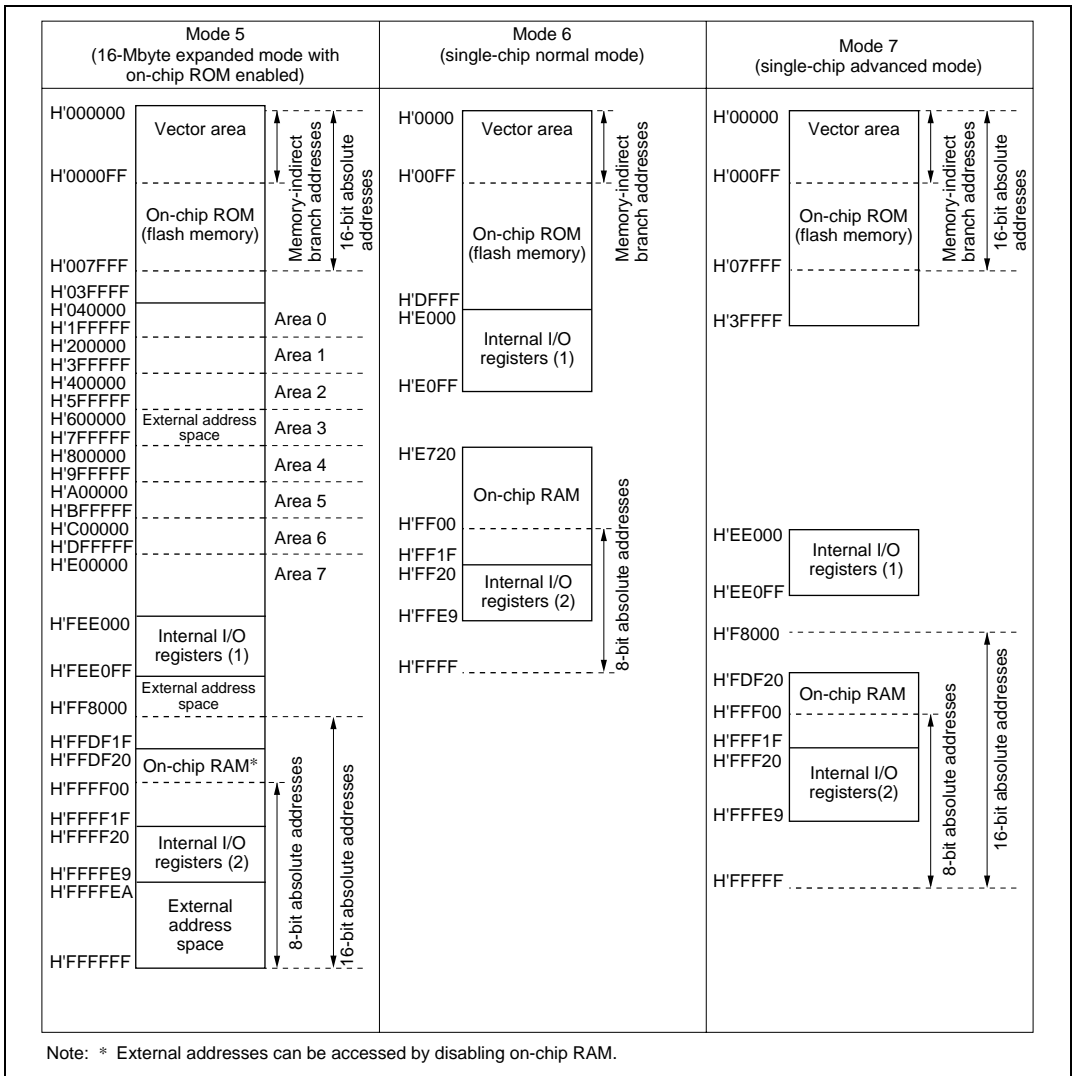 Mode 5
(16-Mbyte expanded mode with
on-chip ROM enabled)
H'000000
Vector area
H'0000FF
On-chip ROM
(flash memory)
H'007FFF
Memory-indirect
branch addresses
16-bit absolute
addresses
H'03FFFF
H'040000
Area 0
H'1FFFFF
H'200000
Area 1
H'3FFFFF
H'400000
Area 2
H'5FFFFF
H'600000
External address
space
Area 3
H'7FFFFF
H'800000
Area 4
H'9FFFFF
H'A00000
Area 5
H'BFFFFF
H'C00000
Area 6
H'DFFFFF
H'E00000
Area 7
H'FEE000
Internal I/O
registers (1)
H'FEE0FF
External address
space
H'FF8000
H'FFDF1F
H'FFDF20
On-chip RAM*
H'FFFF00
H'FFFF1F
H'FFFF20
Internal I/O
registers (2)
H'FFFFE9
H'FFFFEA
External
address
space
H'FFFFFF
8-bit absolute addresses
16-bit absolute addresses
Mode 6
(single-chip normal mode)
H'0000
Vector area
H'00FF
On-chip ROM
(flash memory)
Memory-indirect
branch addresses
H'DFFF
H'E000
Internal I/O
registers (1)
H'E0FF
H'E720
On-chip RAM
H'FF00
H'FF1F
H'FF20
Internal I/O
registers (2)
H'FFE9
H'FFFF
8-bit absolute addresses
Mode 7
(single-chip advanced mode)
H'00000
Vector area
H'000FF
On-chip ROM
(flash memory)
H'07FFF
Memory-indirect
branch addresses
16-bit absolute
addresses
H'3FFFF
H'EE000
Internal I/O
registers (1)
H'EE0FF
H'F8000
H'FDF20
On-chip RAM
H'FFF00
H'FFF1F
H'FFF20
Internal I/O
registers(2)
H'FFFE9
H'FFFFF
8-bit absolute addresses
16-bit absolute addresses
Note: * External addresses can be accessed by disabling on-chip RAM.